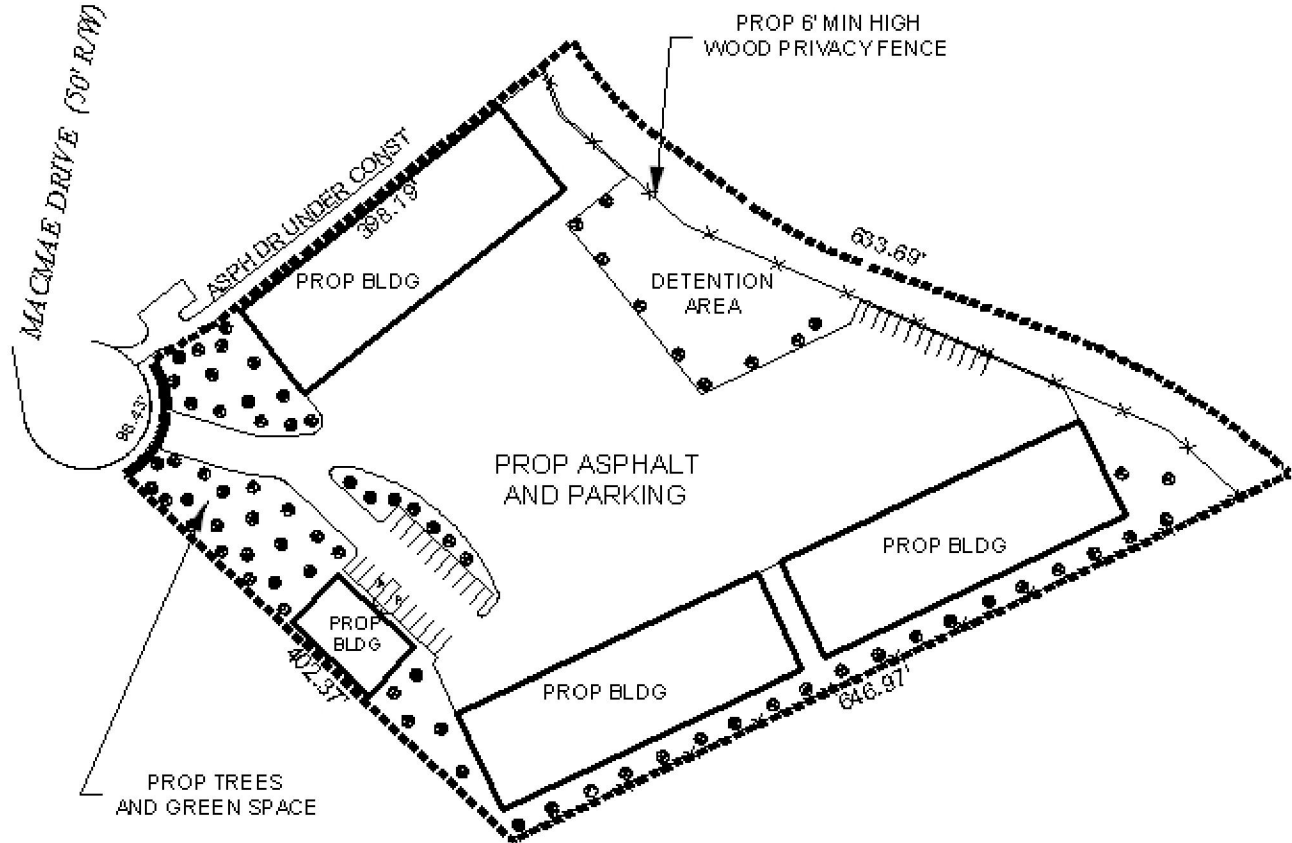 MACMAE DRIVE (50' R/W)
PROP 6' MIN HIGH
WOOD PRIVACY FENCE
ASPH DR UNDER CONST
398.19'
PROP BLDG
DETENTION
AREA
633.69'
98.43'
PROP ASPHALT
AND PARKING
PROP BLDG
PROP
BLDG
402.37'
PROP BLDG
646.97'
PROP TREES
AND GREEN SPACE